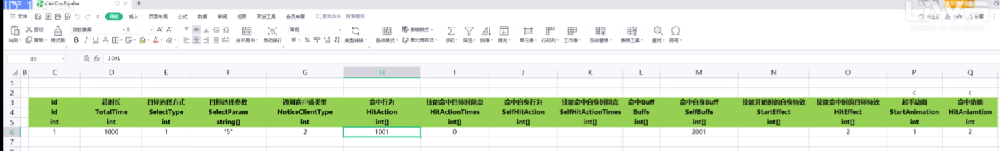 CastConfig.xlsx
文件 开始 插入 页面布局 公式 数据 审阅 视图 开发工具 会员专享 查找命令、搜索模板 协作 分享
粘贴 剪切 复制 格式刷 微软雅黑 9 B I U A 合并居中 自动换行 常规 类型转换 条件格式 表格样式 单元格样式 求和 筛选 排序 填充 单元格 行和列 工作表 冻结窗格 表格工具 查找 符号
H6 fx 1001
B C D E F G H I J K L M N O P Q
1
2 c c
3 Id 总时长 目标选择方式 目标选择参数 通知客户端类型 命中行为 技能命中目标时间点 命中自身行为 技能命中自身时间点 命中Buff 命中自身Buff 技能开始时的自身特效 技能命中时的目标特效 起手动画 命中动画
4 Id TotalTime SelectType SelectParam NoticeClientType HitAction HitActionTimes SelfHitAction SelfHitActionTimes Buffs SelfBuffs StartEffect HitEffect StartAnimation HitAniamtion
5 int int int string[] int int[] int[] int[] int[] int[] int[] int[] int[] int int
6 1 1000 1 "5" 2 1001 0 2001 2 1 2
7